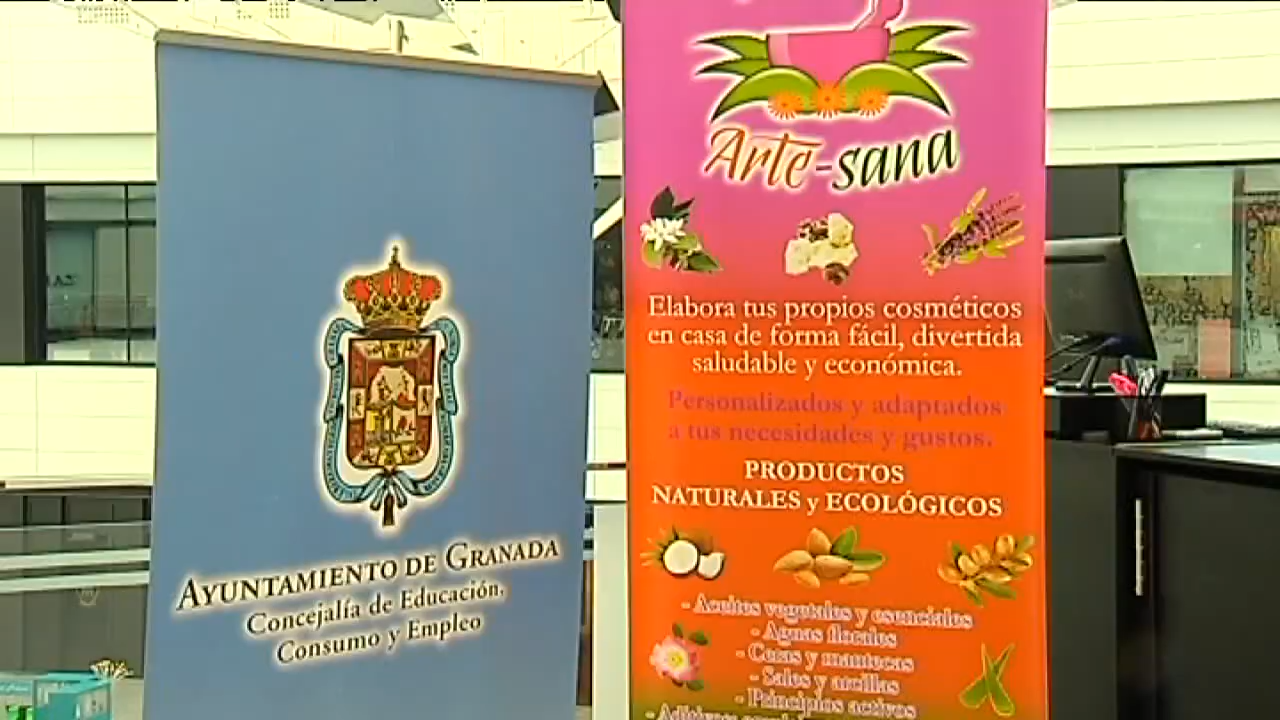 AYUNTAMIENTO DE GRANADA
Concejalía de Educación,
Consumo y Empleo
Arte-sana
Elabora tus propios cosméticos
en casa de forma fácil, divertida
saludable y económica.
Personalizados y adaptados
a tus necesidades y gustos.
PRODUCTOS
NATURALES y ECOLÓGICOS
- Aceites vegetales y esenciales
- Aguas florales
- Ceras y mantecas
- Sales y arcillas
- Principios activos
- Aditivos